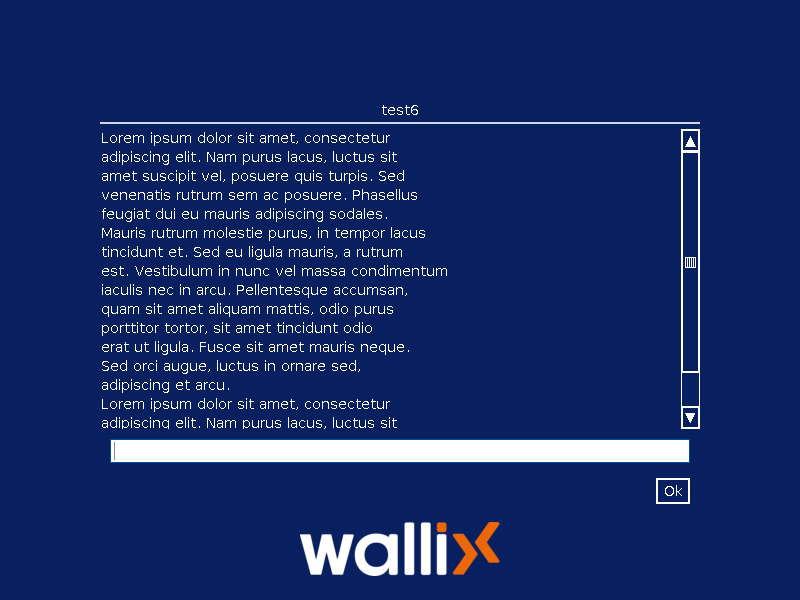 test6
Lorem ipsum dolor sit amet, consectetur
adipiscing elit. Nam purus lacus, luctus sit
amet suscipit vel, posuere quis turpis. Sed
venenatis rutrum sem ac posuere. Phasellus
feugiat dui eu mauris adipiscing sodales.
Mauris rutrum molestie purus, in tempor lacus
tincidunt et. Sed eu ligula mauris, a rutrum
est. Vestibulum in nunc vel massa condimentum
iaculis nec in arcu. Pellentesque accumsan,
quam sit amet aliquam mattis, odio purus
porttitor tortor, sit amet tincidunt odio
erat ut ligula. Fusce sit amet mauris neque.
Sed orci augue, luctus in ornare sed,
adipiscing et arcu.
Lorem ipsum dolor sit amet, consectetur
adipiscing elit. Nam purus lacus, luctus sit
Ok
wallix